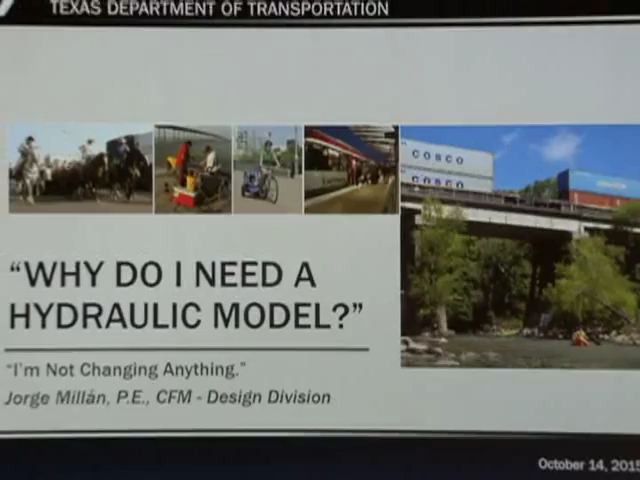 TEXAS DEPARTMENT OF TRANSPORTATION
COSCO
COSCO
“WHY DO I NEED A
HYDRAULIC MODEL?”
“I'm Not Changing Anything.”
Jorge Millán, P.E., CFM - Design Division
October 14, 2015